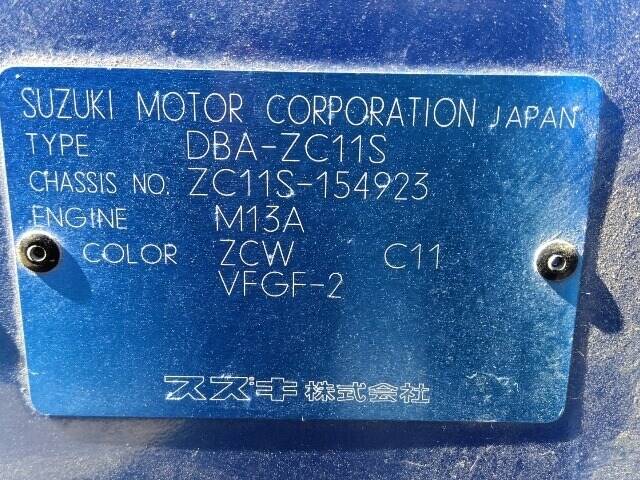 SUZUKI MOTOR CORPORATION JAPAN
TYPE DBA-ZC11S
CHASSIS NO. ZC11S-154923
ENGINE M13A
COLOR ZCW C11
VFGF-2
スズキ株式会社